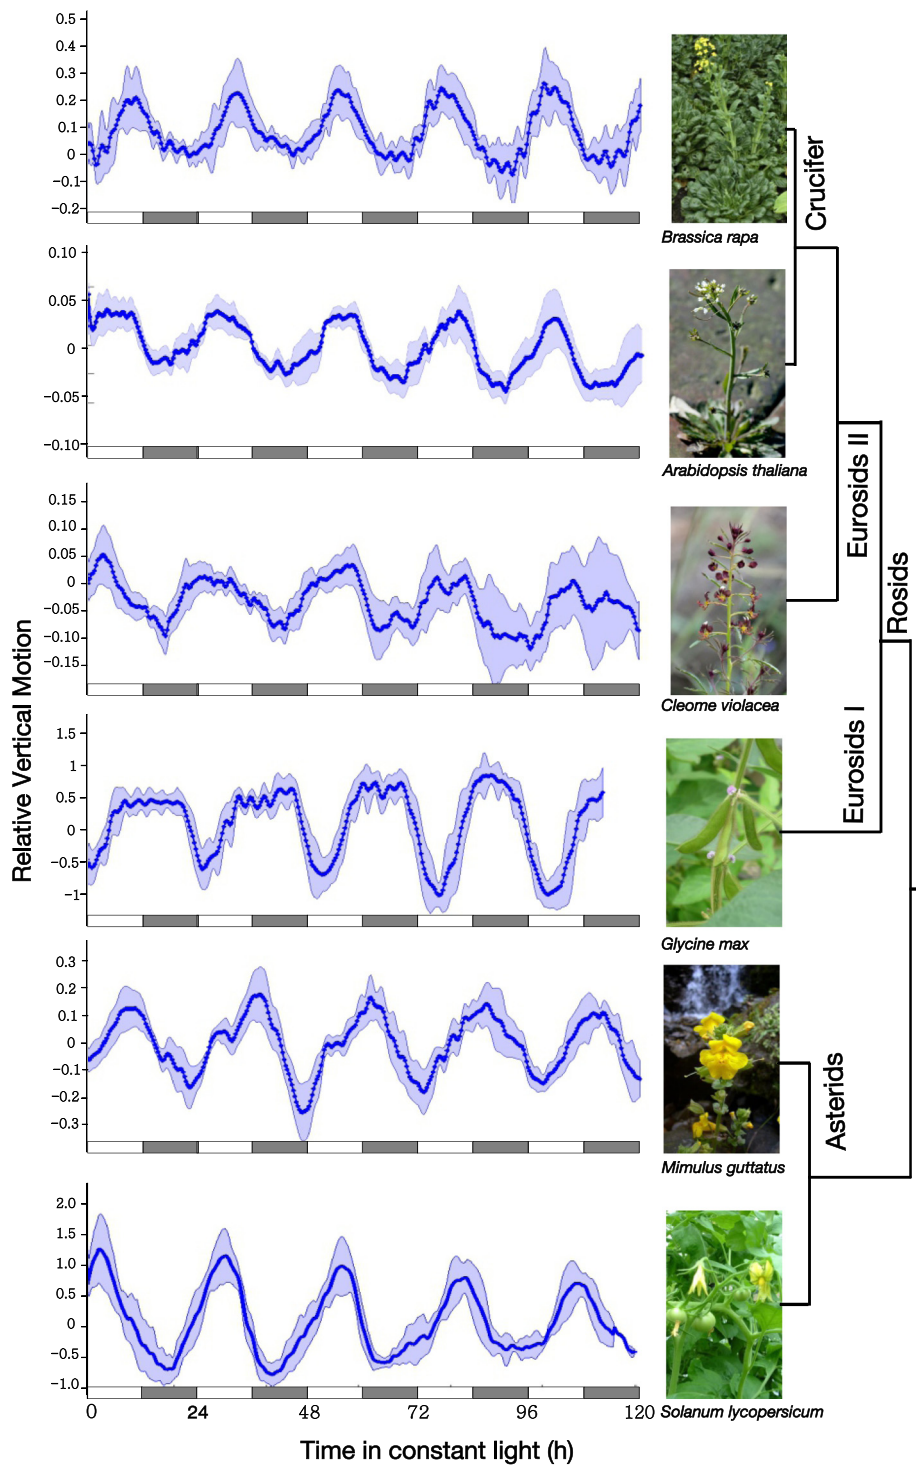 0.5
0.4
0.3
0.2
0.1
0
−0.1
−0.2
Brassica rapa
Crucifer
0.10
0.05
0
−0.05
−0.10
Arabidopsis thaliana
Eurosids II
0.15
0.10
0.05
0
−0.05
−0.10
−0.15
Cleome violacea
Rosids
Relative Vertical Motion
1.5
1
0.5
0
−0.5
−1
Glycine max
Eurosids I
0.3
0.2
0.1
0
−0.1
−0.2
−0.3
Mimulus guttatus
Asterids
2.0
1.5
1.0
0.5
0
−0.5
−1.0
Solanum lycopersicum
0 24 48 72 96 120
Time in constant light (h)